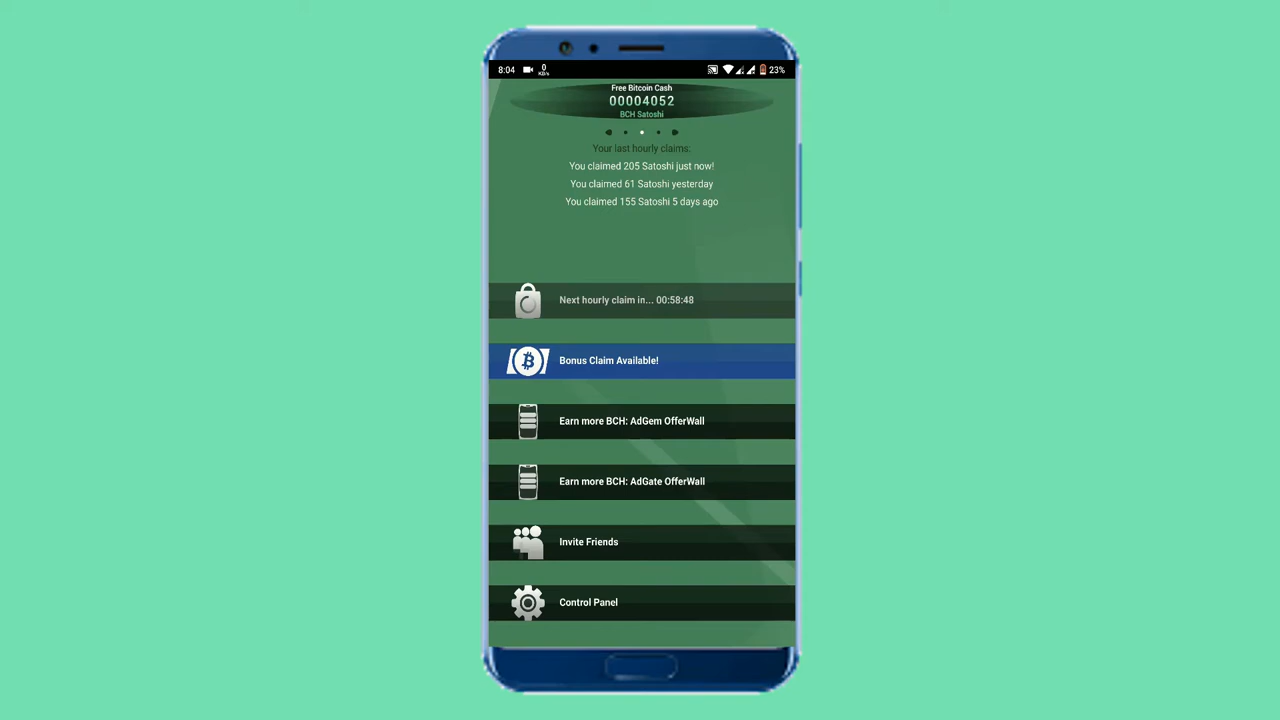 8:04 0 KB/s 23%
Free Bitcoin Cash
00004052
BCH Satoshi
Your last hourly claims:
You claimed 205 Satoshi just now!
You claimed 61 Satoshi yesterday
You claimed 155 Satoshi 5 days ago
Next hourly claim in... 00:58:48
Bonus Claim Available!
Earn more BCH: AdGem OfferWall
Earn more BCH: AdGate OfferWall
Invite Friends
Control Panel